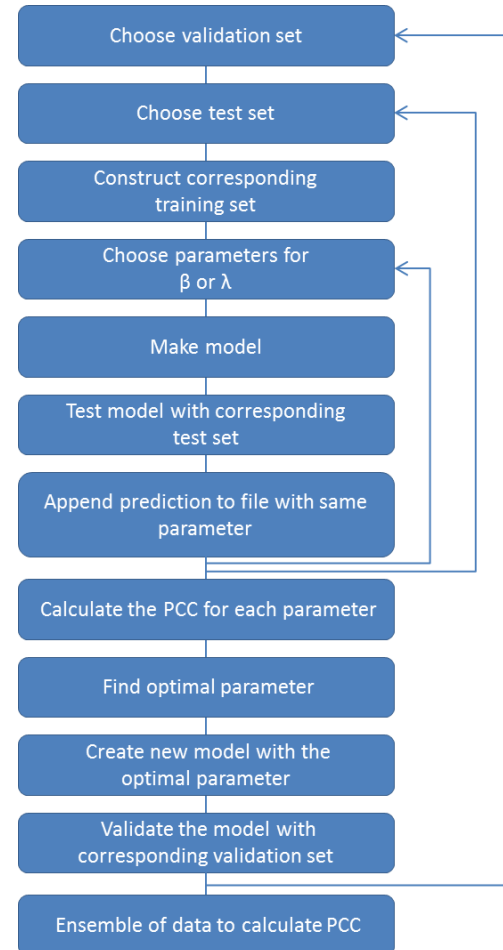 Choose validation set
Choose test set
Construct corresponding
training set
Choose parameters for
β or λ
Make model
Test model with corresponding
test set
Append prediction to file with same
parameter
Calculate the PCC for each parameter
Find optimal parameter
Create new model with the
optimal parameter
Validate the model with
corresponding validation set
Ensemble of data to calculate PCC